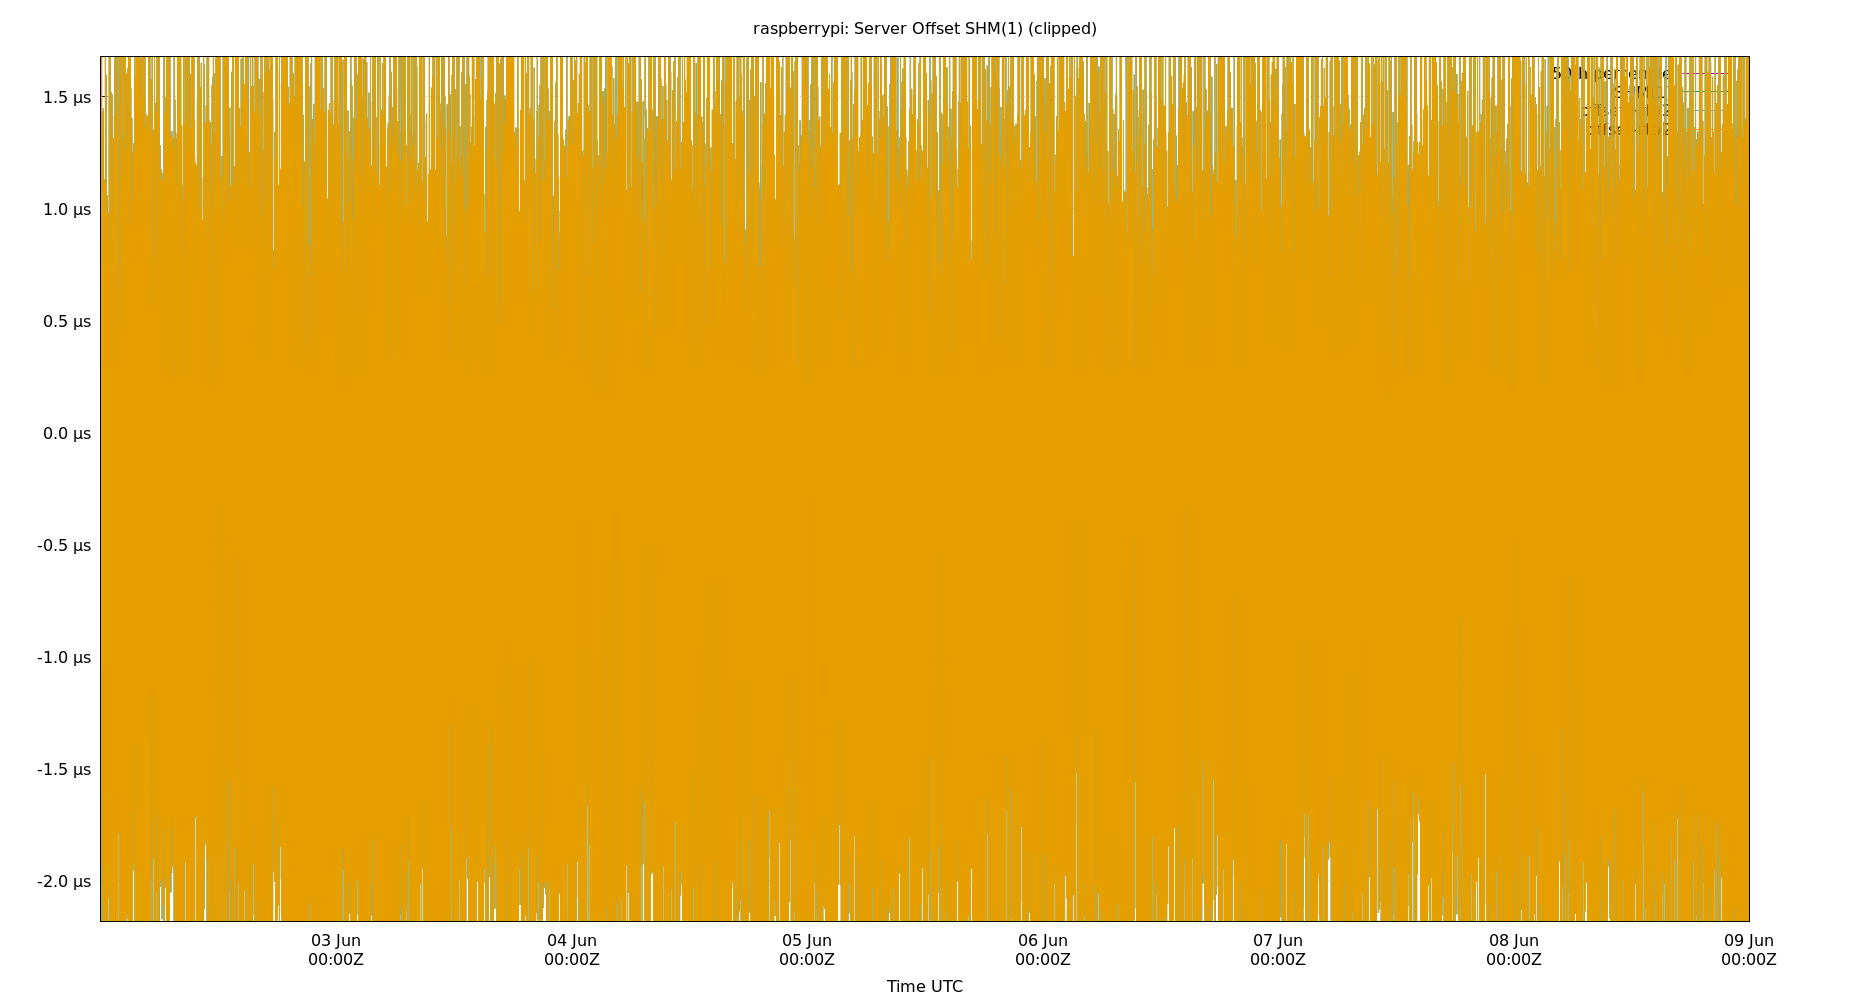 raspberrypi: Server Offset SHM(1) (clipped)
1.5 µs
1.0 µs
0.5 µs
0.0 µs
-0.5 µs
-1.0 µs
-1.5 µs
-2.0 µs
03 Jun
00:00Z
04 Jun
00:00Z
05 Jun
00:00Z
06 Jun
00:00Z
07 Jun
00:00Z
08 Jun
00:00Z
09 Jun
00:00Z
Time UTC